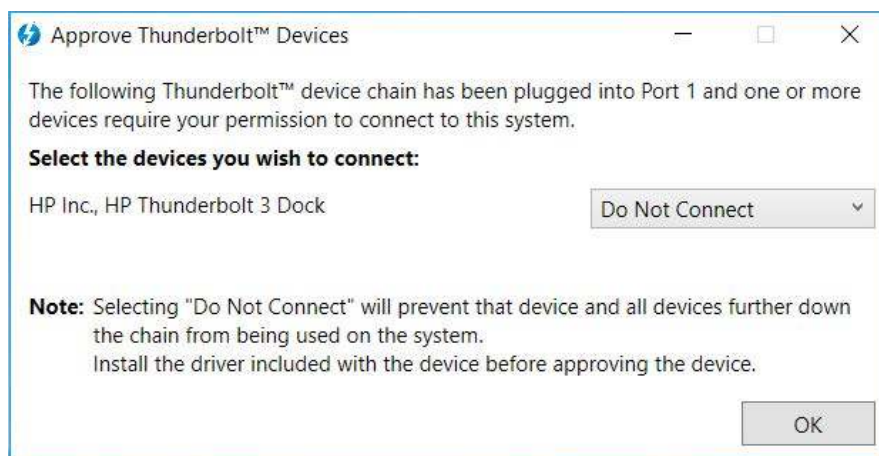 Approve Thunderbolt™ Devices
The following Thunderbolt™ device chain has been plugged into Port 1 and one or more
devices require your permission to connect to this system.
Select the devices you wish to connect:
HP Inc., HP Thunderbolt 3 Dock
Do Not Connect
Note: Selecting "Do Not Connect" will prevent that device and all devices further down
the chain from being used on the system.
Install the driver included with the device before approving the device.
OK